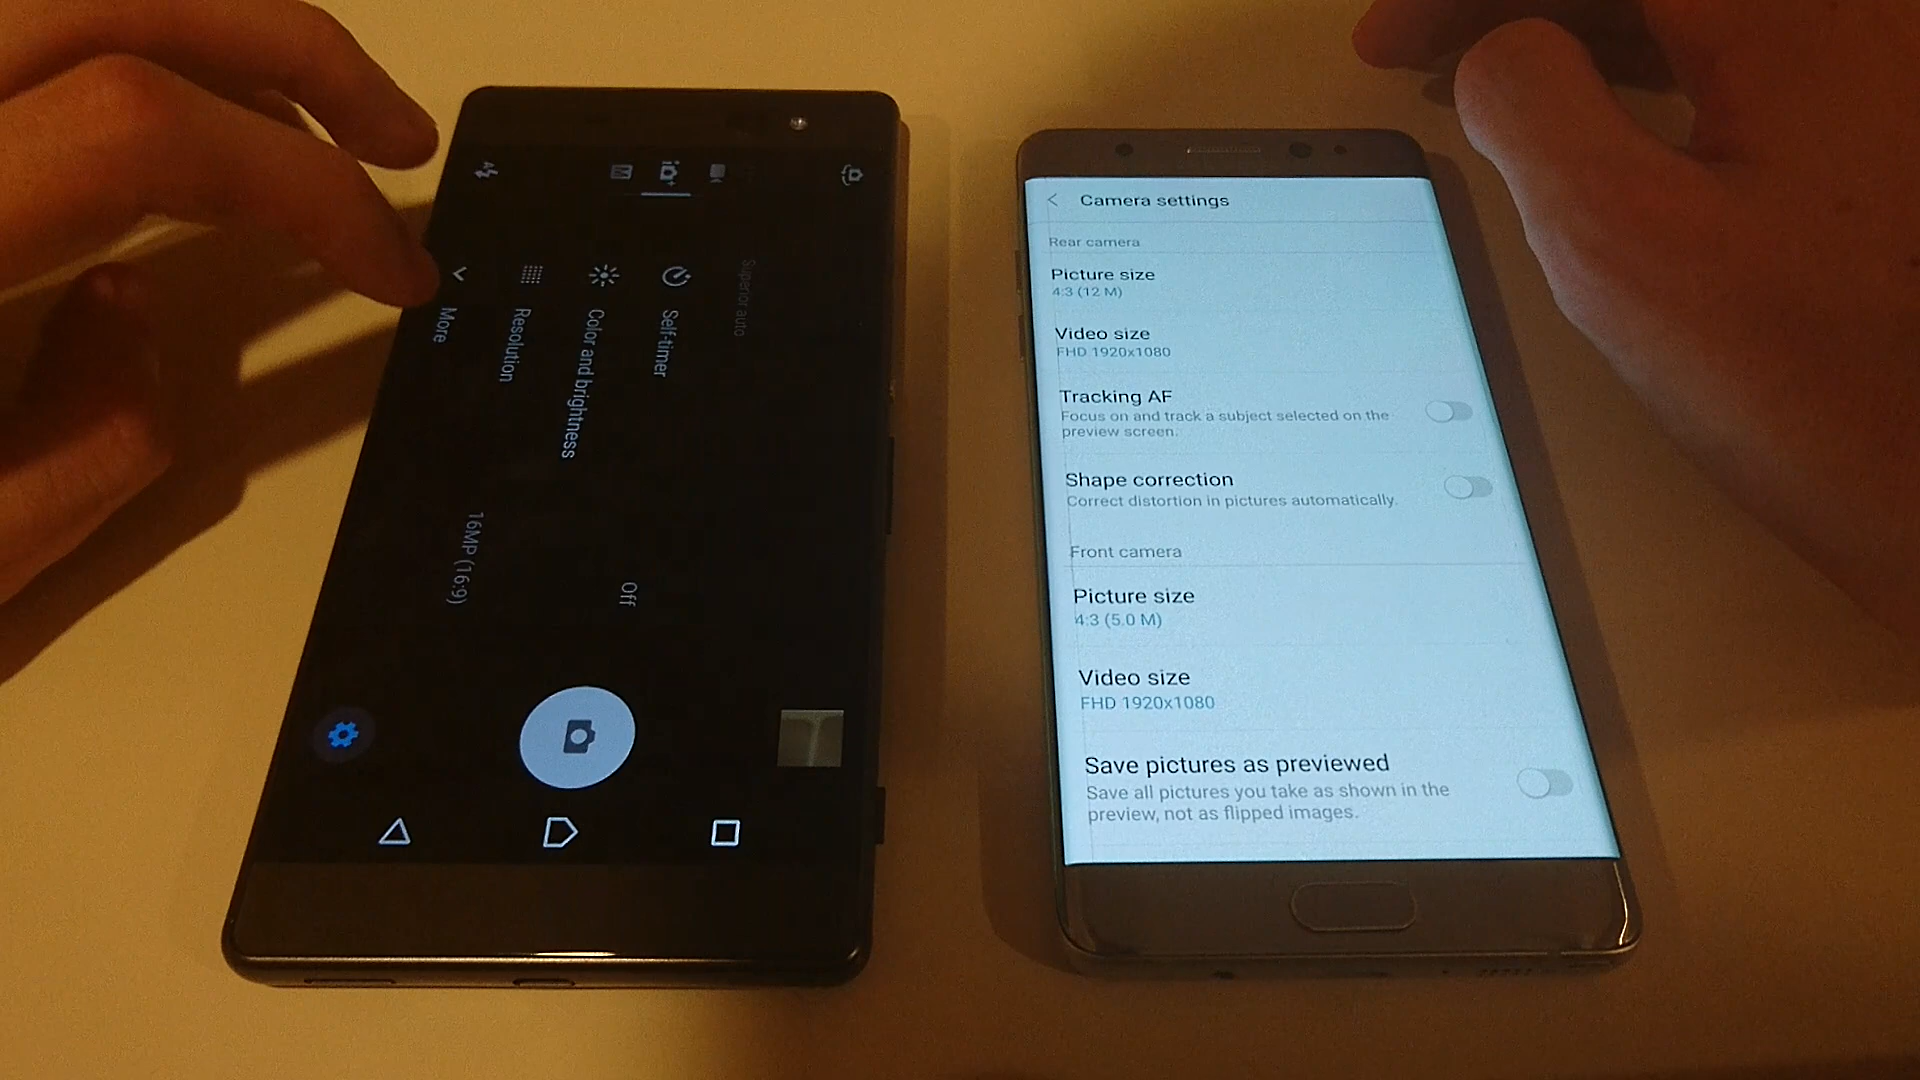 Superior auto
Self-timer
Off
Color and brightness
Resolution
16MP (16:9)
More
M
Camera settings
Rear camera
Picture size
4:3 (12 M)
Video size
FHD 1920x1080
Tracking AF
Focus on and track a subject selected on the
preview screen.
Shape correction
Correct distortion in pictures automatically.
Front camera
Picture size
4:3 (5.0 M)
Video size
FHD 1920x1080
Save pictures as previewed
Save all pictures you take as shown in the
preview, not as flipped images.